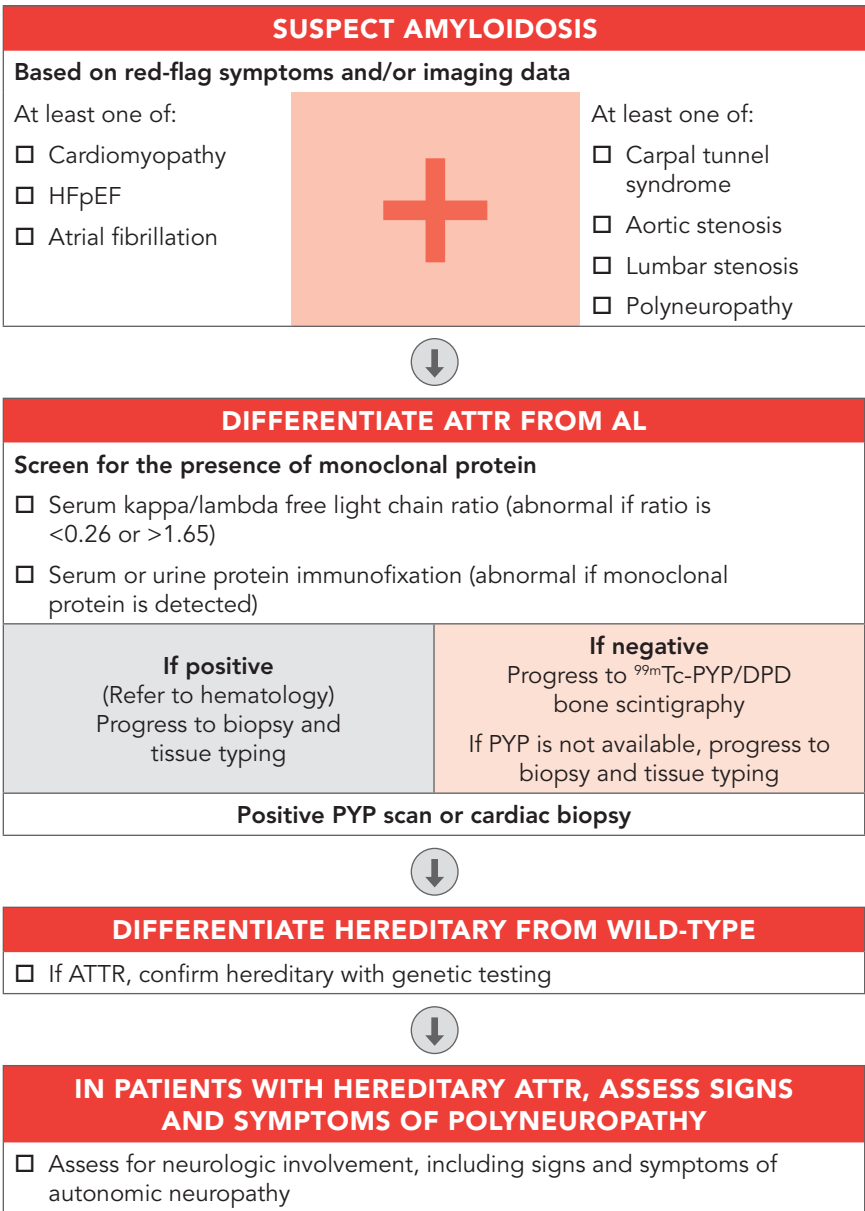 SUSPECT AMYLOIDOSIS
Based on red-flag symptoms and/or imaging data
At least one of:
☐ Cardiomyopathy
☐ HFpEF
☐ Atrial fibrillation
+
At least one of:
☐ Carpal tunnel
syndrome
☐ Aortic stenosis
☐ Lumbar stenosis
☐ Polyneuropathy
DIFFERENTIATE ATTR FROM AL
Screen for the presence of monoclonal protein
☐ Serum kappa/lambda free light chain ratio (abnormal if ratio is
<0.26 or >1.65)
☐ Serum or urine protein immunofixation (abnormal if monoclonal
protein is detected)
If positive
(Refer to hematology)
Progress to biopsy and
tissue typing
If negative
Progress to ⁹⁹ᵐTc-PYP/DPD
bone scintigraphy
If PYP is not available, progress to
biopsy and tissue typing
Positive PYP scan or cardiac biopsy
DIFFERENTIATE HEREDITARY FROM WILD-TYPE
☐ If ATTR, confirm hereditary with genetic testing
IN PATIENTS WITH HEREDITARY ATTR, ASSESS SIGNS
AND SYMPTOMS OF POLYNEUROPATHY
☐ Assess for neurologic involvement, including signs and symptoms of
autonomic neuropathy